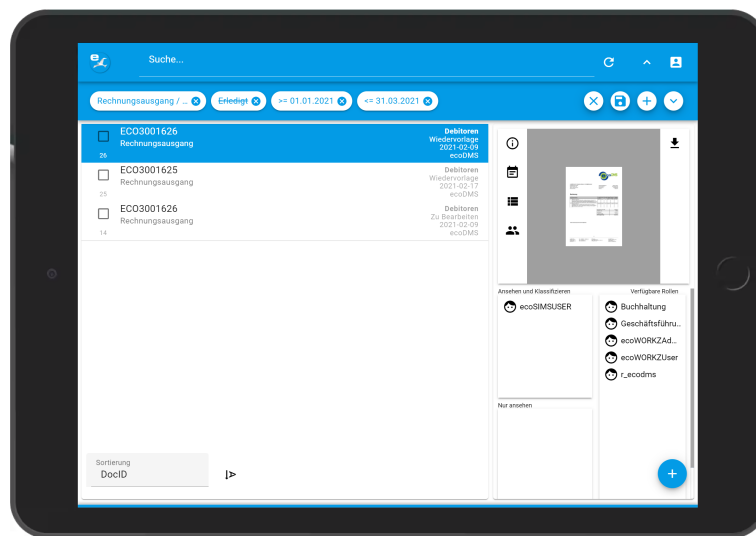 Suche...
Rechnungsausgang / ...
Erledigt
>= 01.01.2021
<= 31.03.2021
ECO3001626
Rechnungsausgang
26
Debitoren
Wiedervorlage
2021-02-09
ecoDMS
ECO3001625
Rechnungsausgang
25
Debitoren
Wiedervorlage
2021-02-17
ecoDMS
ECO3001626
Rechnungsausgang
14
Debitoren
Zu Bearbeiten
2021-02-09
ecoDMS
Sortierung
DocID
Ansehen und Klassifizieren
ecoSIMSUSER
Nur ansehen
Verfügbare Rollen
Buchhaltung
Geschäftsführu...
ecoWORKZAd...
ecoWORKZUser
r_ecodms